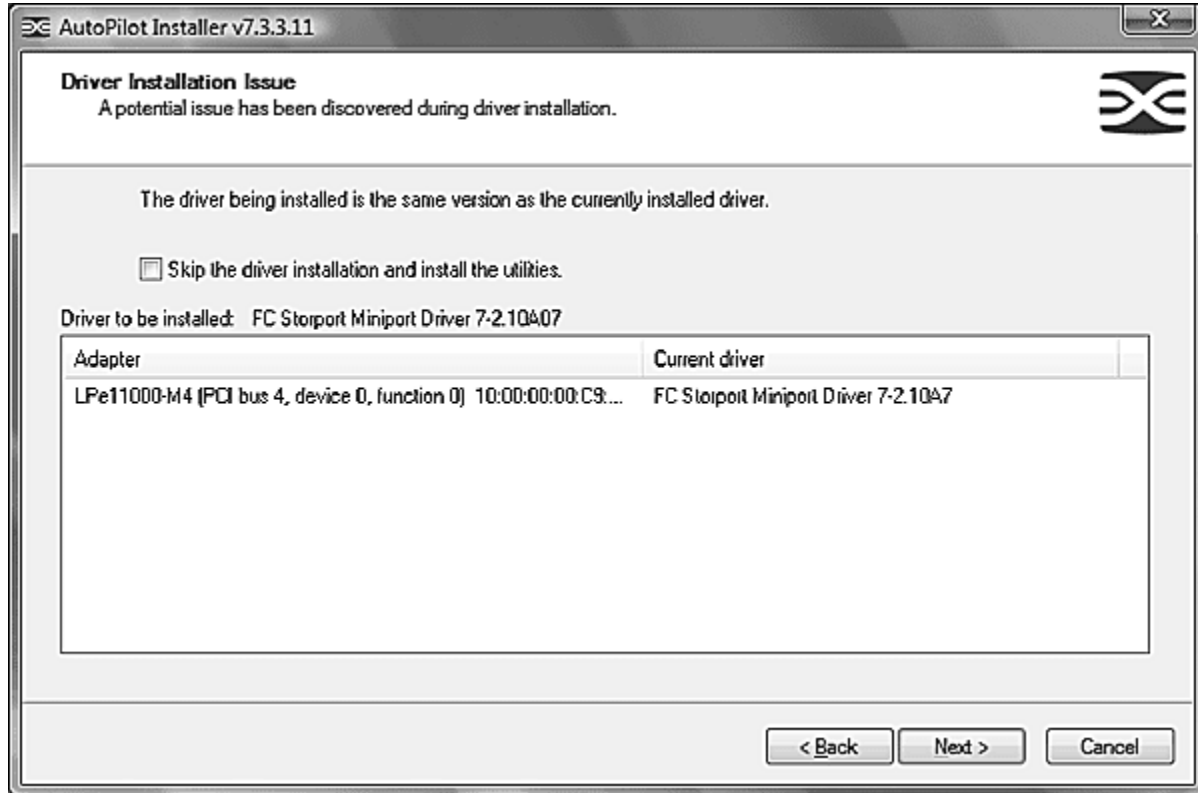 AutoPilot Installer v7.3.3.11
Driver Installation Issue
A potential issue has been discovered during driver installation.
The driver being installed is the same version as the currently installed driver.
Skip the driver installation and install the utilities.
Driver to be installed: FC Storport Miniport Driver 7-2.10A07
Adapter Current driver
LPe11000-M4 (PCI bus 4, device 0, function 0) 10:00:00:00:C9:... FC Storport Miniport Driver 7-2.10A7
< Back Next > Cancel